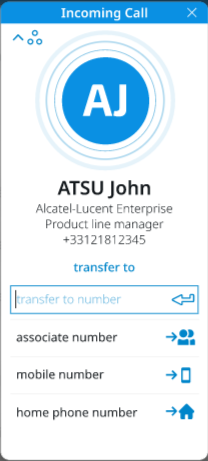 Incoming Call
AJ
ATSU John
Alcatel-Lucent Enterprise
Product line manager
+33121812345
transfer to
transfer to number
associate number
mobile number
home phone number